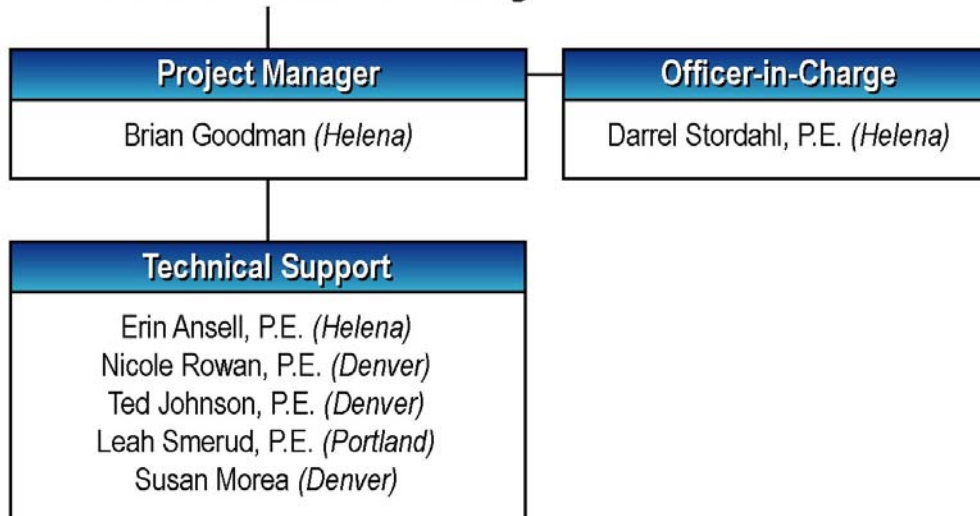 Project Manager
Brian Goodman (Helena)
Officer-in-Charge
Darrel Stordahl, P.E. (Helena)
Technical Support
Erin Ansell, P.E. (Helena)
Nicole Rowan, P.E. (Denver)
Ted Johnson, P.E. (Denver)
Leah Smerud, P.E. (Portland)
Susan Morea (Denver)